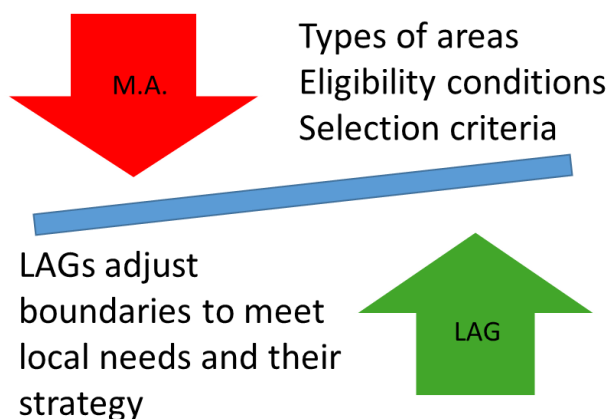 M.A.
Types of areas
Eligibility conditions
Selection criteria
LAGs adjust
boundaries to meet
local needs and their
strategy
LAG